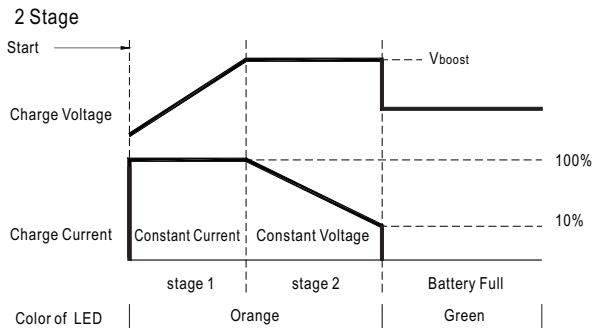 2 Stage
Start
Vboost
Charge Voltage
100%
10%
Charge Current
Constant Current
Constant Voltage
stage 1
stage 2
Battery Full
Color of LED
Orange
Green